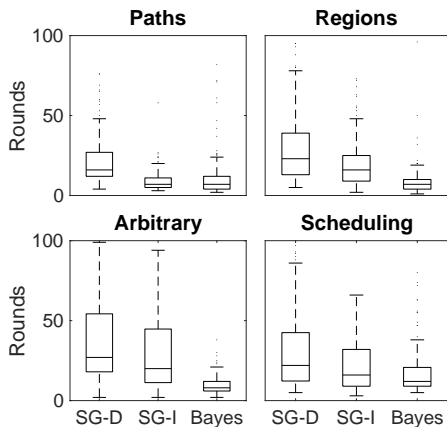 Paths
Regions
100
50
0
Rounds
Arbitrary
Scheduling
100
50
0
Rounds
SG-D SG-I Bayes
SG-D SG-I Bayes